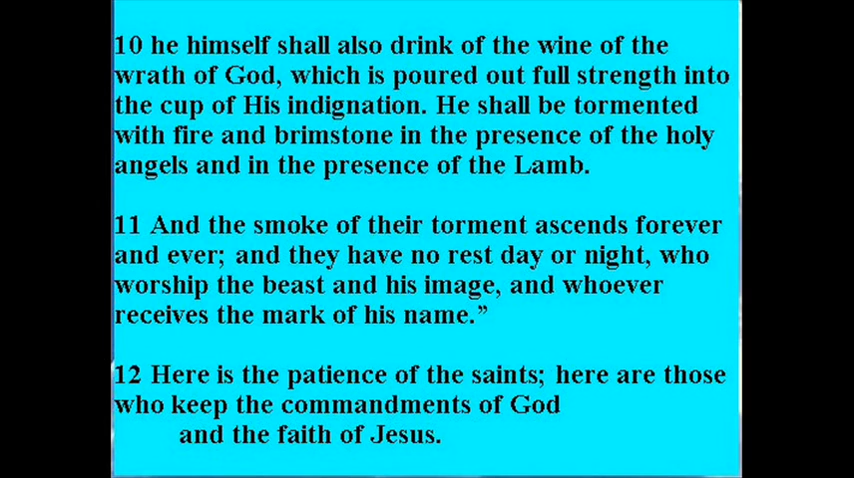 10 he himself shall also drink of the wine of the
wrath of God, which is poured out full strength into
the cup of His indignation. He shall be tormented
with fire and brimstone in the presence of the holy
angels and in the presence of the Lamb.
11 And the smoke of their torment ascends forever
and ever; and they have no rest day or night, who
worship the beast and his image, and whoever
receives the mark of his name.”
12 Here is the patience of the saints; here are those
who keep the commandments of God
and the faith of Jesus.